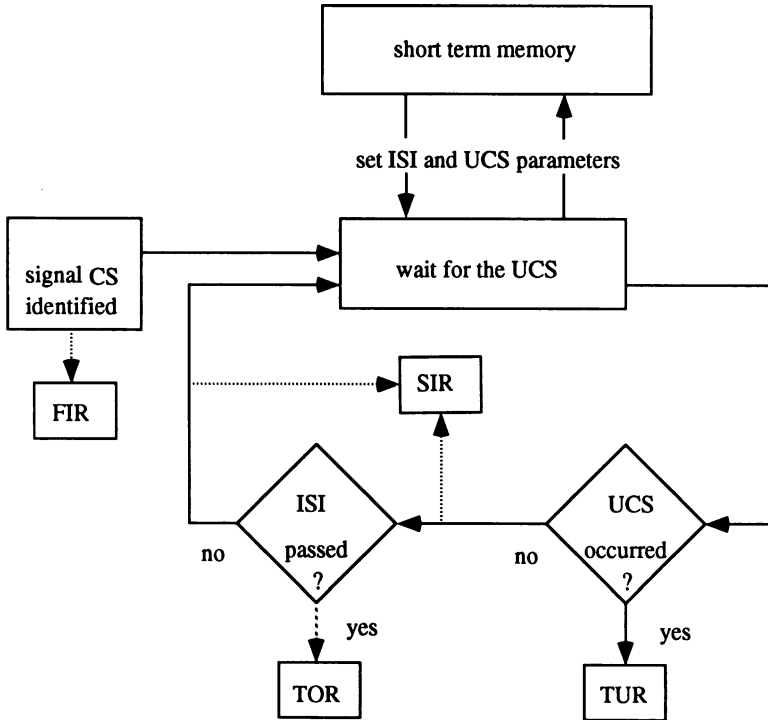 short term memory
set ISI and UCS parameters
signal CS
identified
wait for the UCS
FIR
SIR
ISI
passed
?
no
UCS
occurred
?
no
yes
TOR
yes
TUR